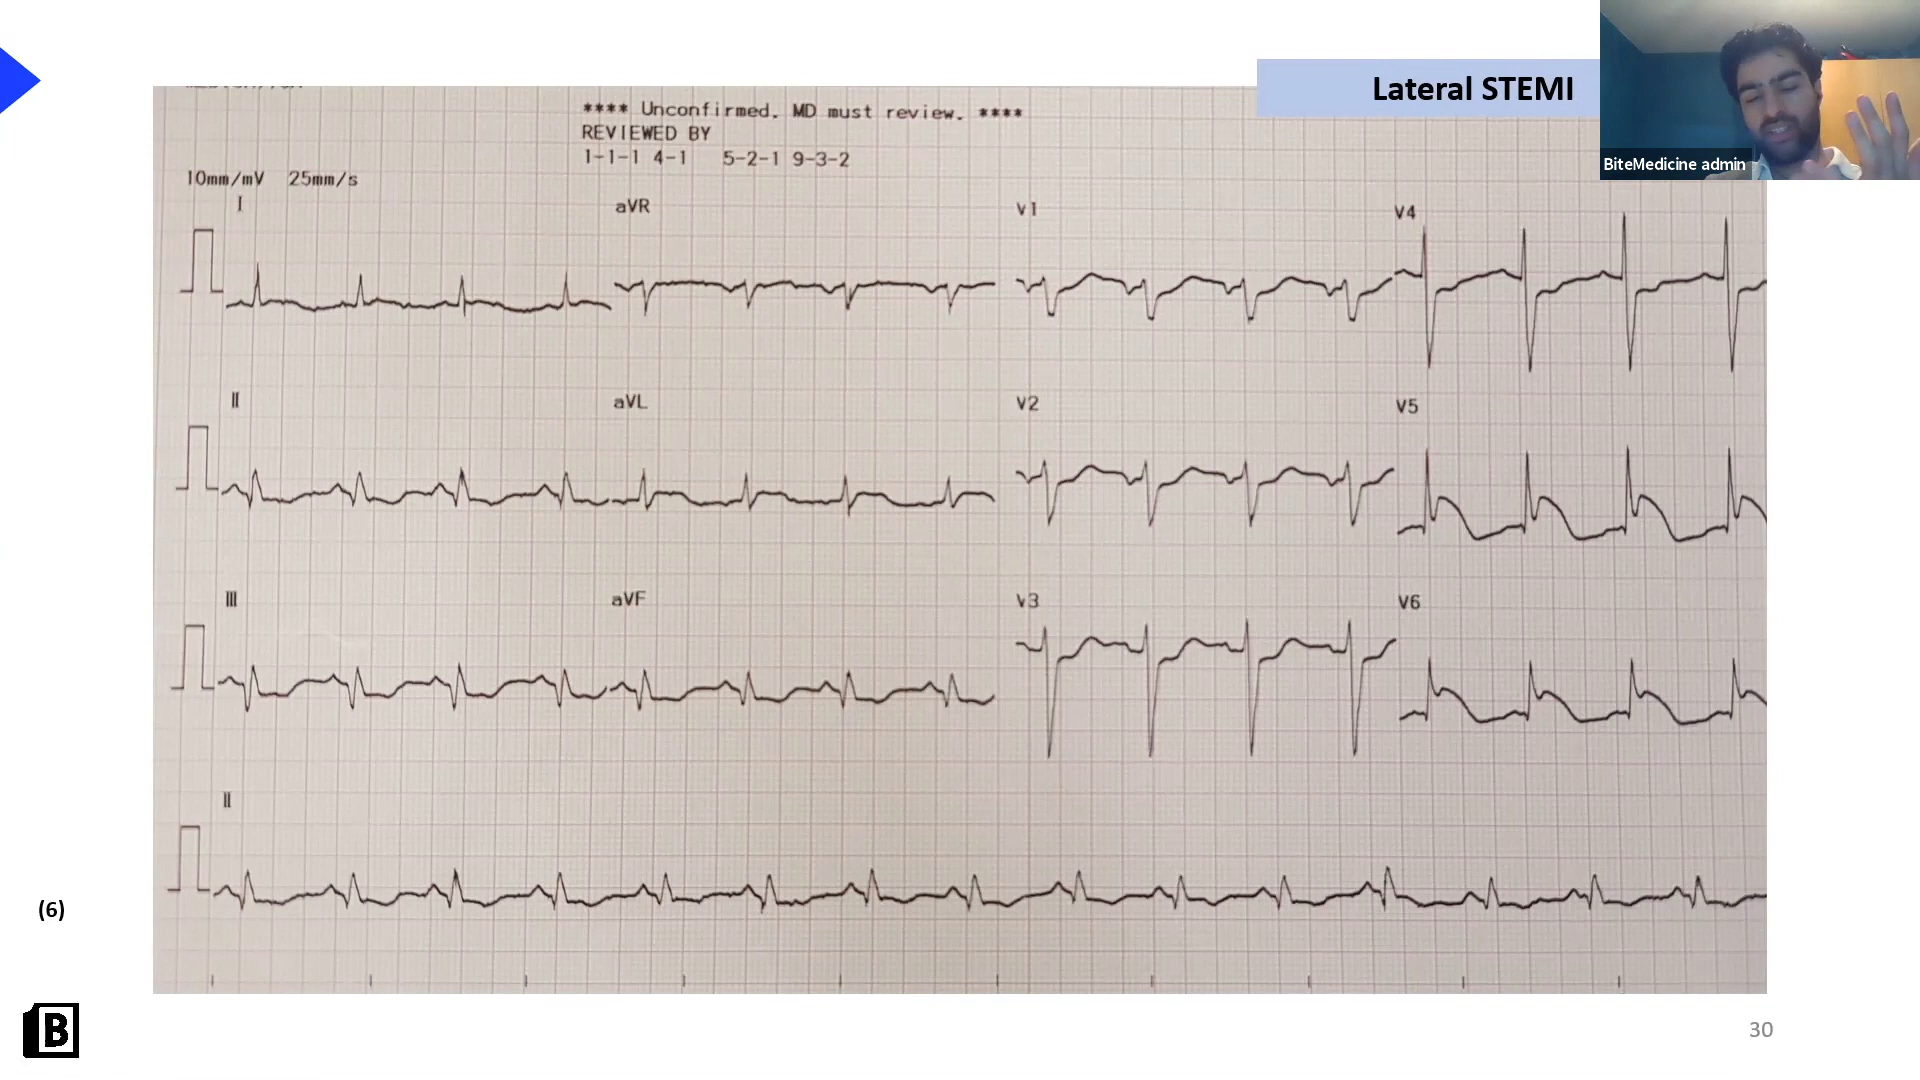 Lateral STEMI
BiteMedicine admin
**** Unconfirmed. MD must review. ****
REVIEWED BY
1-1-1 4-1 5-2-1 9-3-2
10mm/mV 25mm/s
I
aVR
V1
V4
II
aVL
V2
V5
III
aVF
V3
V6
II
(6)
B
30